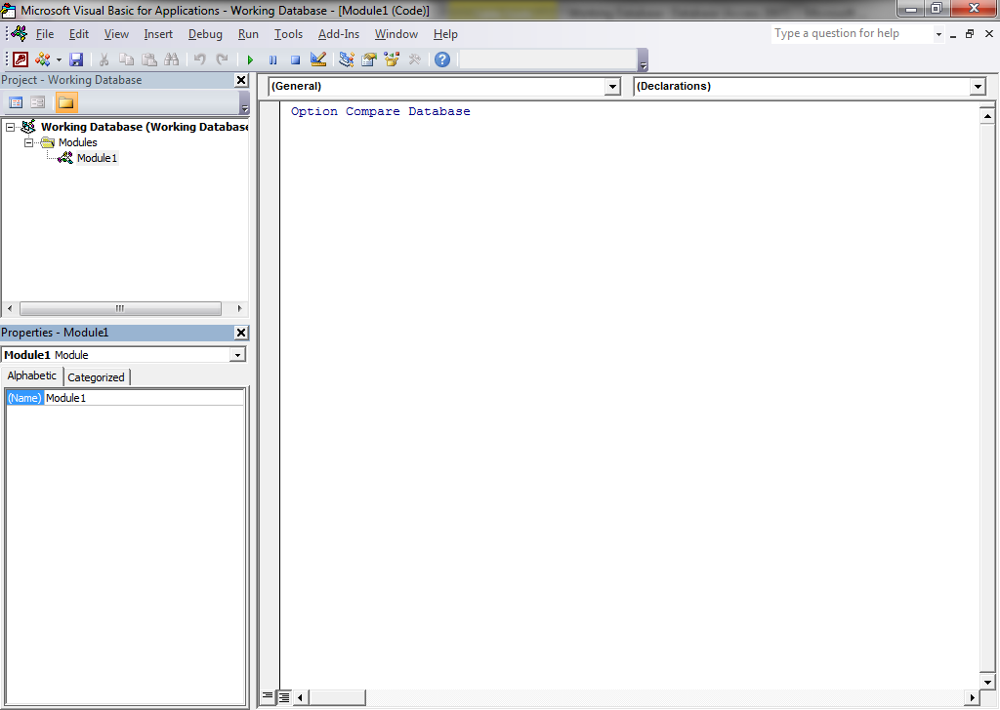 Microsoft Visual Basic for Applications - Working Database - [Module1 (Code)]
File Edit View Insert Debug Run Tools Add-Ins Window Help Type a question for help
Project - Working Database
(General) (Declarations)
Option Compare Database
Working Database (Working Database
Modules
Module1
Properties - Module1
Module1 Module
Alphabetic Categorized
(Name) Module1